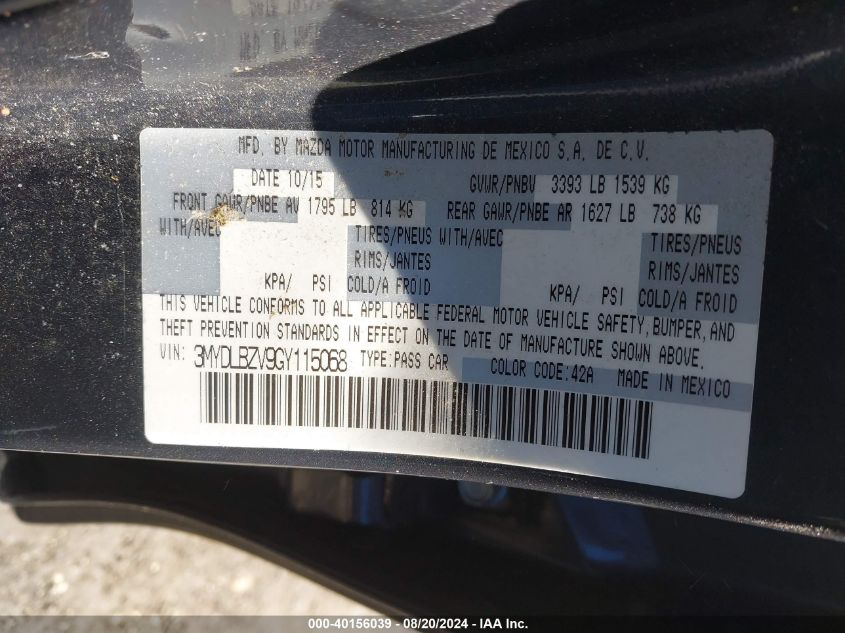 MFD. BY MAZDA MOTOR MANUFACTURING DE MEXICO S.A. DE C.V.
DATE 10/15 GVWR/PNBV 3393 LB 1539 KG
FRONT GAWR/PNBE AV 1795 LB 814 KG REAR GAWR/PNBE AR 1627 LB 738 KG
WITH/AVEC TIRES/PNEUS WITH/AVEC TIRES/PNEUS
RIMS/JANTES RIMS/JANTES
KPA/ PSI COLD/A FROID KPA/ PSI COLD/A FROID
THIS VEHICLE CONFORMS TO ALL APPLICABLE FEDERAL MOTOR VEHICLE SAFETY, BUMPER, AND
THEFT PREVENTION STANDARDS IN EFFECT ON THE DATE OF MANUFACTURE SHOWN ABOVE.
VIN: 3MYDLBZV9GY115068 TYPE:PASS CAR COLOR CODE:42A MADE IN MEXICO
000-40156039 - 08/20/2024 - IAAI.COM